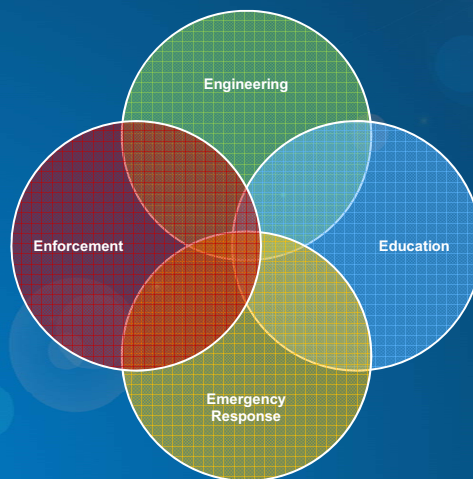 Engineering
Enforcement
Education
Emergency
Response